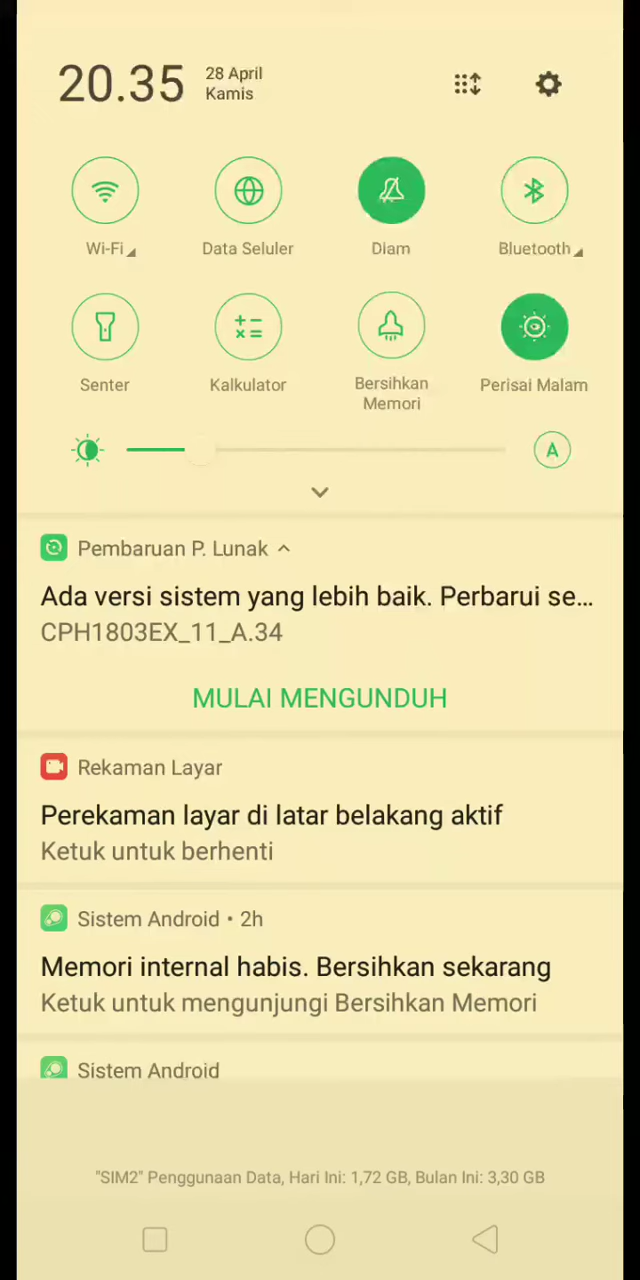 20.35
28 April
Kamis
Wi-Fi
Data Seluler
Diam
Bluetooth
Senter
Kalkulator
Bersihkan
Memori
Perisai Malam
A
Pembaruan P. Lunak
Ada versi sistem yang lebih baik. Perbarui se...
CPH1803EX_11_A.34
MULAI MENGUNDUH
Rekaman Layar
Perekaman layar di latar belakang aktif
Ketuk untuk berhenti
Sistem Android • 2h
Memori internal habis. Bersihkan sekarang
Ketuk untuk mengunjungi Bersihkan Memori
Sistem Android
"SIM2" Penggunaan Data, Hari Ini: 1,72 GB, Bulan Ini: 3,30 GB